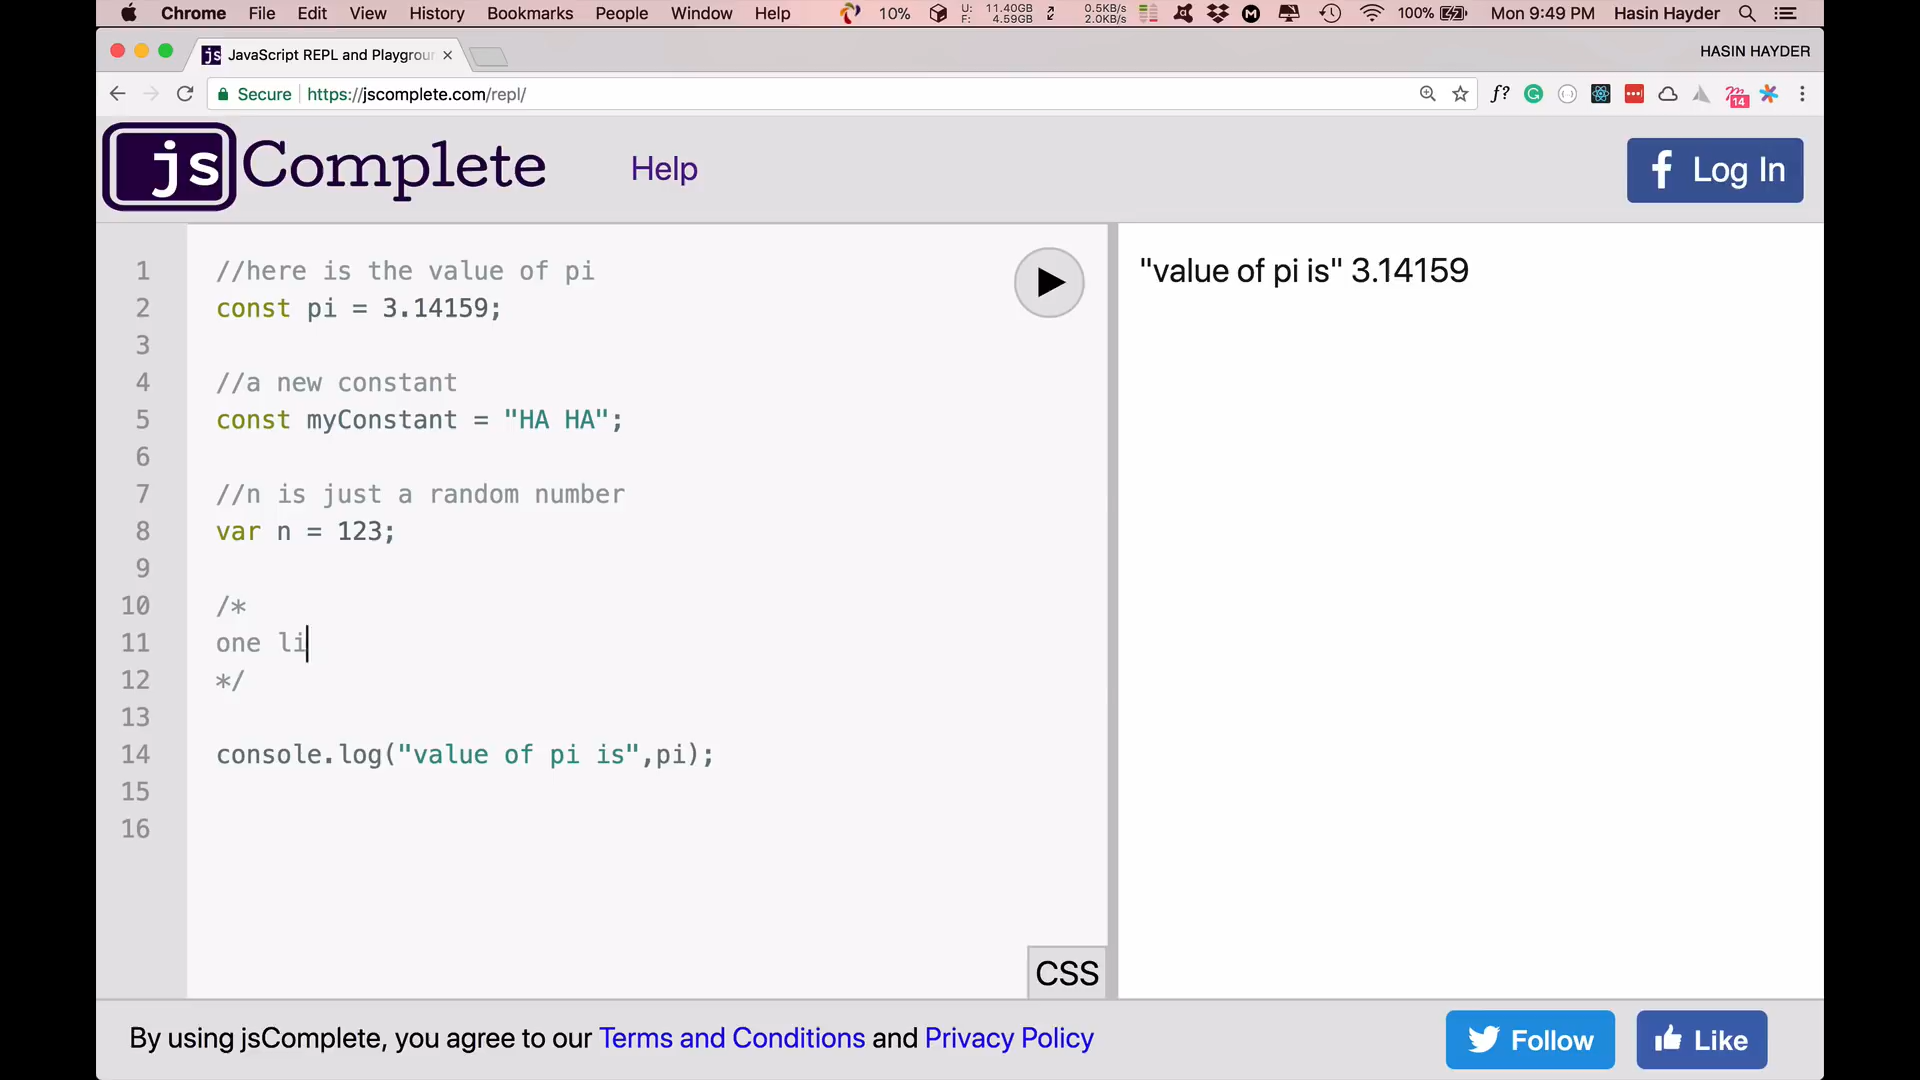 Chrome File Edit View History Bookmarks People Window Help 10% U: 11.40GB F: 4.59GB 0.5KB/s 2.0KB/s 100% Mon 9:49 PM Hasin Hayder
JavaScript REPL and Playgroun
HASIN HAYDER
Secure https://jscomplete.com/repl/
f? 14
jsComplete Help
Log In
1 //here is the value of pi
2 const pi = 3.14159;
3
4 //a new constant
5 const myConstant = "HA HA";
6
7 //n is just a random number
8 var n = 123;
9
10 /*
11 one li
12 */
13
14 console.log("value of pi is",pi);
15
16
"value of pi is" 3.14159
CSS
By using jsComplete, you agree to our Terms and Conditions and Privacy Policy
Follow Like